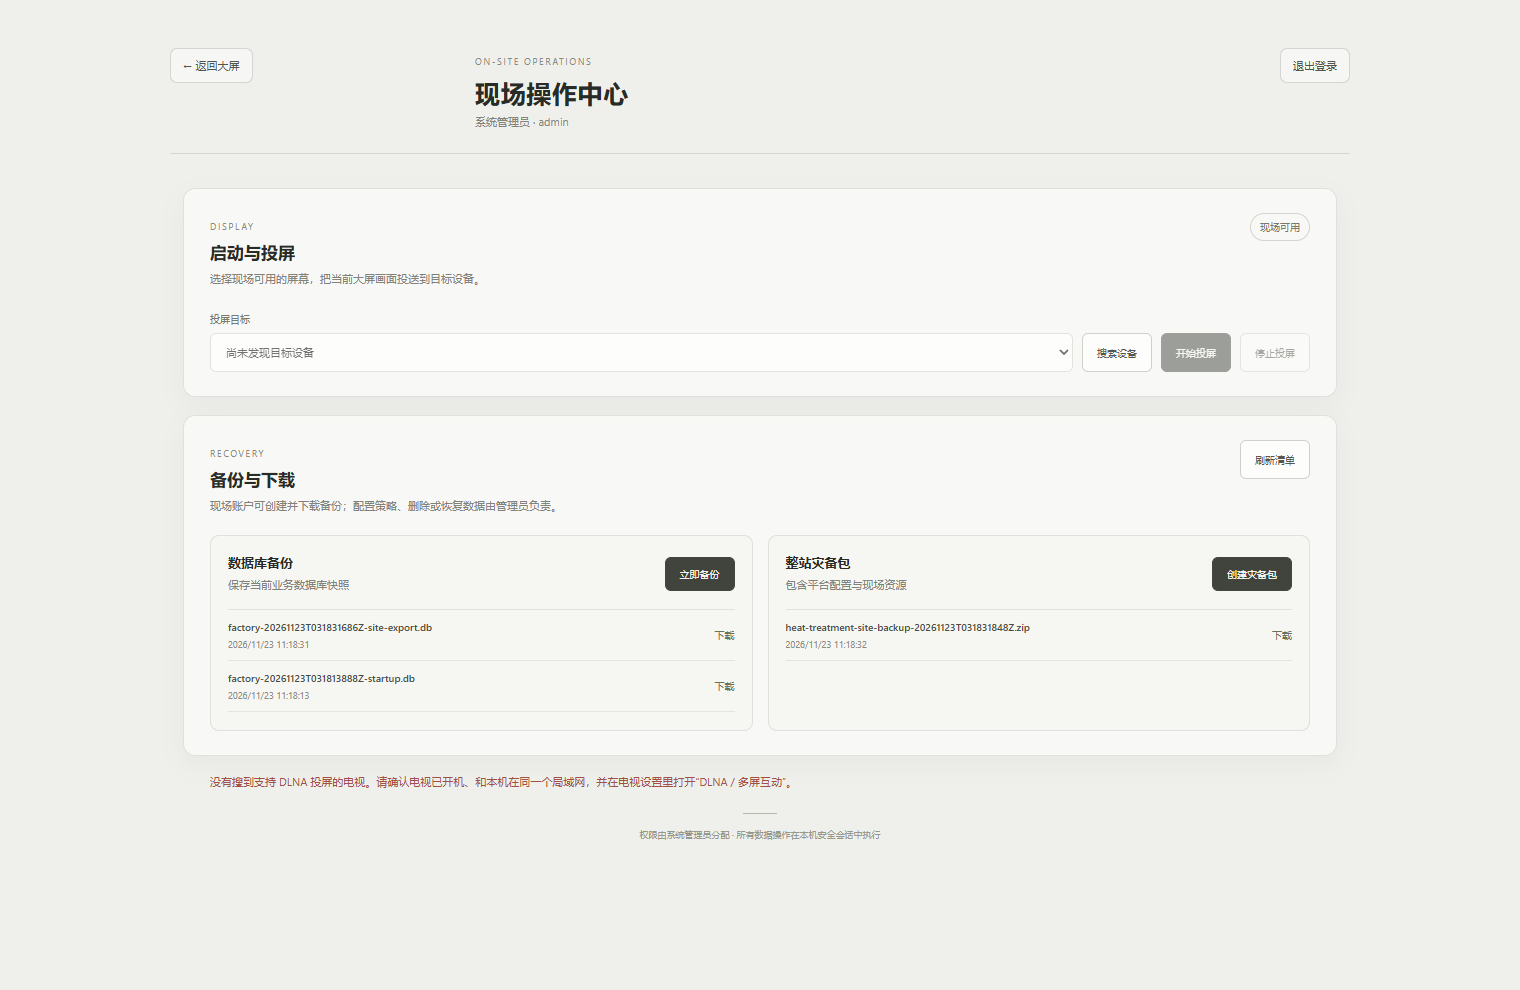 ← 返回大屏
ON-SITE OPERATIONS
现场操作中心
系统管理员 · admin
退出登录
DISPLAY
启动与投屏
选择现场可用的屏幕，把当前大屏画面投送到目标设备。
现场可用
投屏目标
尚未发现目标设备
搜索设备
开始投屏
停止投屏
RECOVERY
备份与下载
现场账户可创建并下载备份；配置策略、删除或恢复数据由管理员负责。
刷新清单
数据库备份
保存当前业务数据库快照
立即备份
factory-20261123T031831686Z-site-export.db
2026/11/23 11:18:31
下载
factory-20261123T031813888Z-startup.db
2026/11/23 11:18:13
下载
整站灾备包
包含平台配置与现场资源
创建灾备包
heat-treatment-site-backup-20261123T031831848Z.zip
2026/11/23 11:18:32
下载
没有搜到支持 DLNA 投屏的电视。请确认电视已开机、和本机在同一个局域网，并在电视设置里打开“DLNA / 多屏互动”。
权限由系统管理员分配 · 所有数据操作在本机安全会话中执行